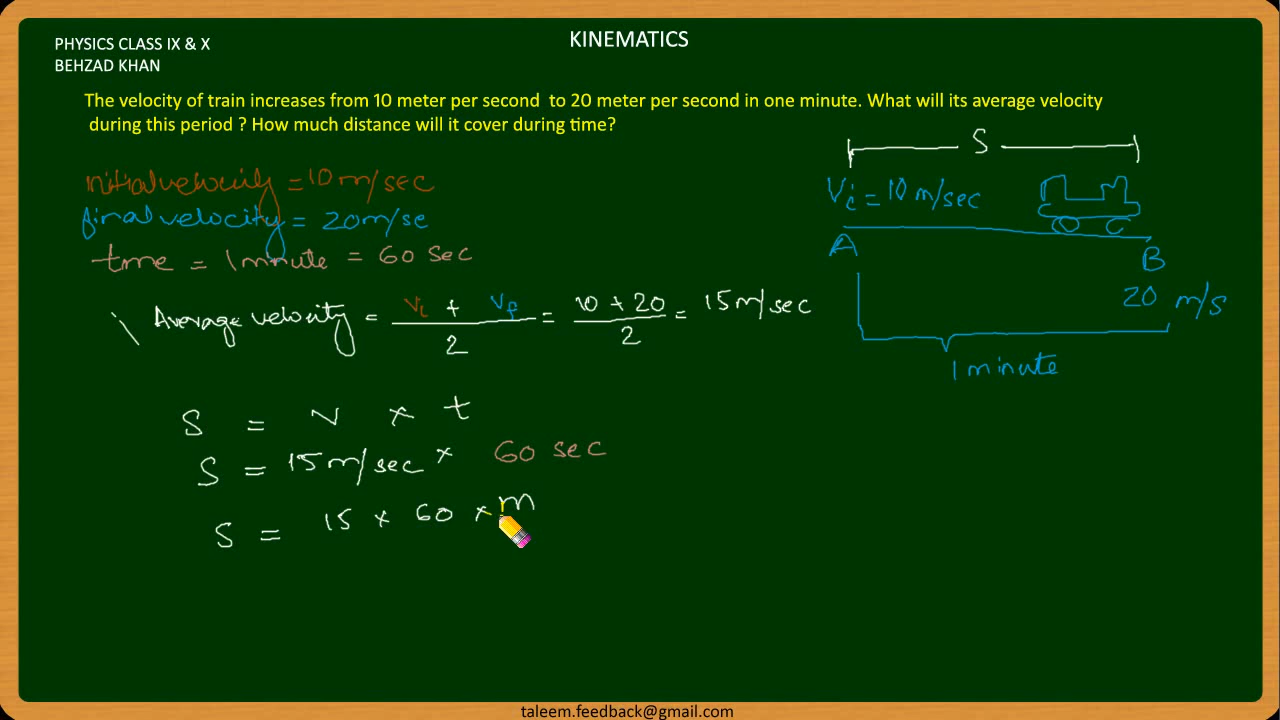 PHYSICS CLASS IX & X
BEHZAD KHAN
KINEMATICS
The velocity of train increases from 10 meter per second to 20 meter per second in one minute. What will its average velocity
during this period ? How much distance will it cover during time?
initial velocity = 10 m/sec
final velocity = 20m/se
time = 1 minute = 60 sec
Average velocity = Vi + Vf / 2 = 10 + 20 / 2 = 15 m/sec
S = v × t
S = 15 m/sec × 60 sec
S = 15 × 60 × m
S
Vi = 10 m/sec
A
B
20 m/s
1 minute
taleem.feedback@gmail.com